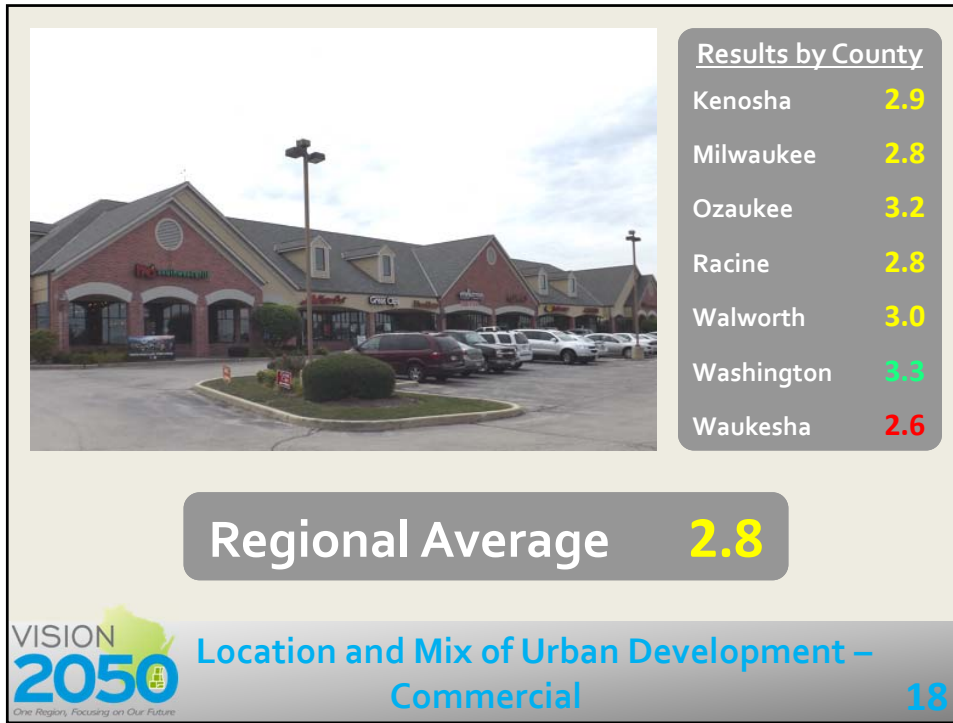 Results by County
Kenosha 2.9
Milwaukee 2.8
Ozaukee 3.2
Racine 2.8
Walworth 3.0
Washington 3.3
Waukesha 2.6
Great Clips
Regional Average 2.8
VISION
2050
One Region, Focusing on Our Future
Location and Mix of Urban Development –
Commercial
18